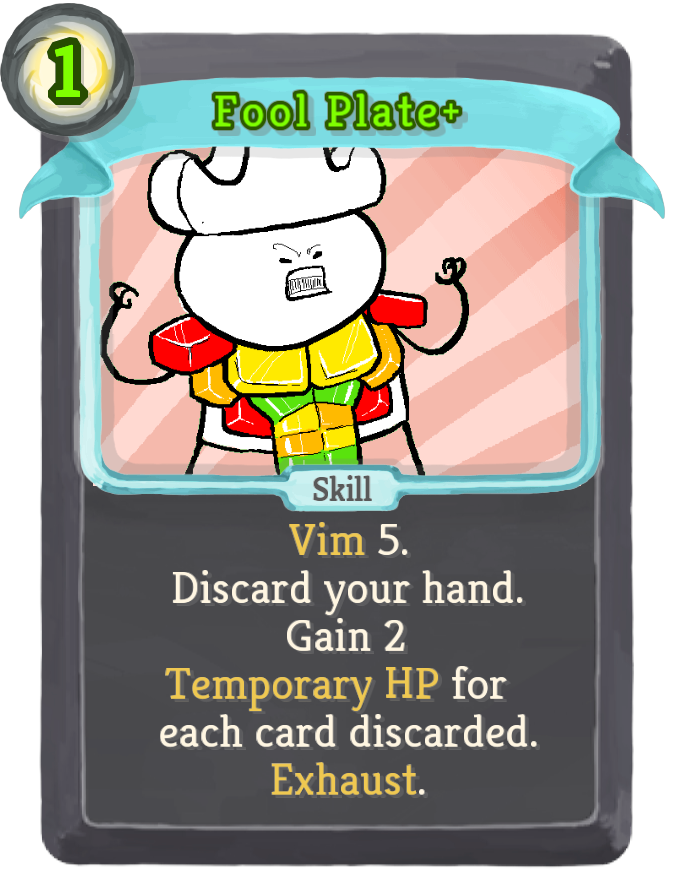 1
Fool Plate+
Skill
Vim 5.
Discard your hand.
Gain 2
Temporary HP for
each card discarded.
Exhaust.